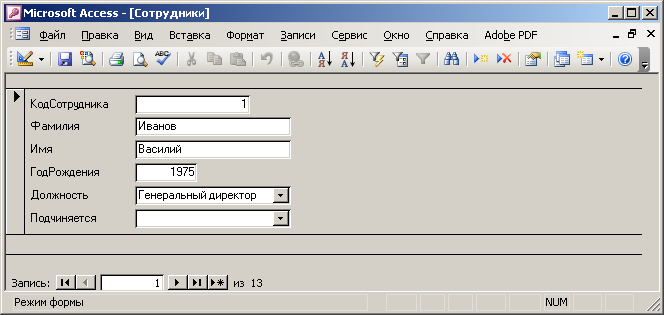 Microsoft Access - [Сотрудники]
Файл Правка Вид Вставка Формат Записи Сервис Окно Справка Adobe PDF
КодСотрудника 1
Фамилия Иванов
Имя Василий
ГодРождения 1975
Должность Генеральный директор
Подчиняется
Запись: 1 из 13
Режим формы NUM